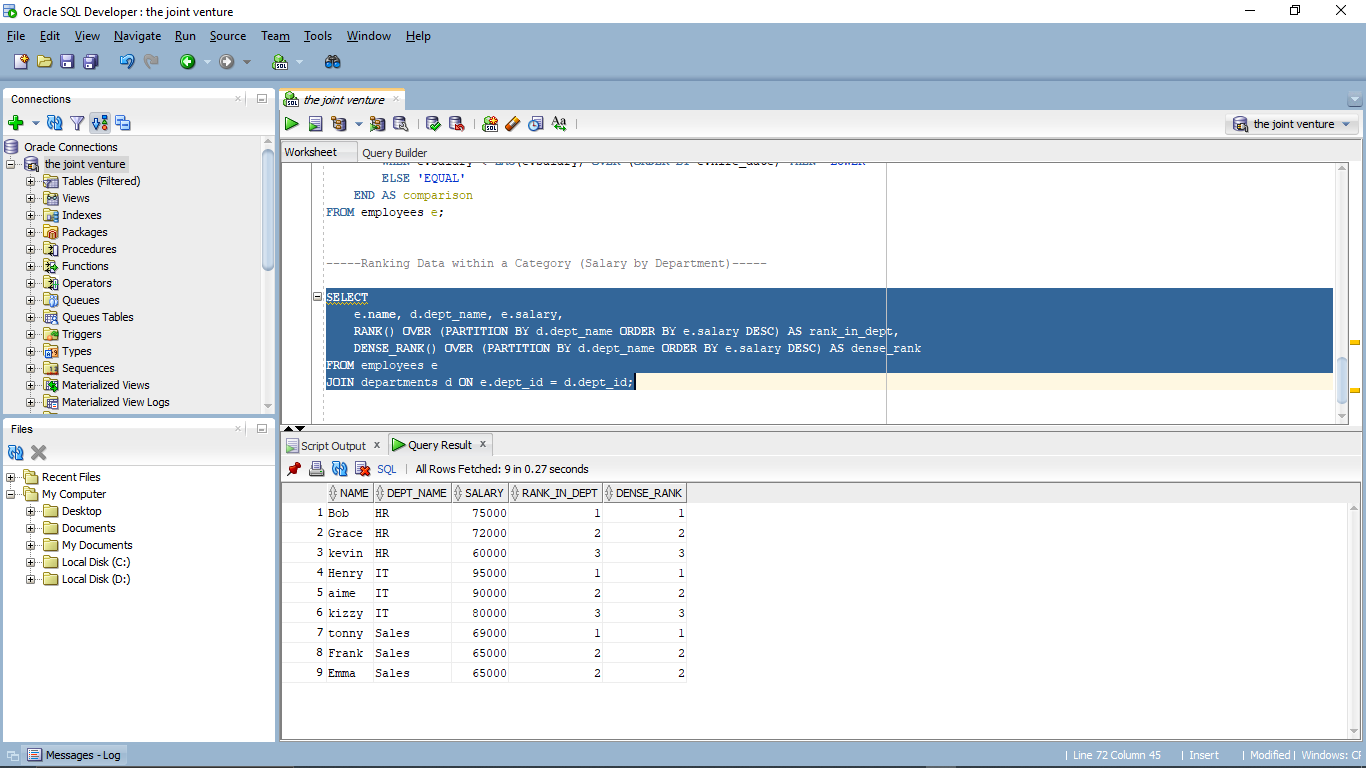 Oracle SQL Developer : the joint venture
File Edit View Navigate Run Source Team Tools Window Help
Connections
Oracle Connections
the joint venture
Tables (Filtered)
Views
Indexes
Packages
Procedures
Functions
Operators
Queues
Queues Tables
Triggers
Types
Sequences
Materialized Views
Materialized View Logs
Files
Recent Files
My Computer
Desktop
Documents
My Documents
Local Disk (C:)
Local Disk (D:)
the joint venture
SQL
Aa
the joint venture
Worksheet Query Builder
ELSE 'EQUAL'
END AS comparison
FROM employees e;
-----Ranking Data within a Category (Salary by Department)-----
SELECT
e.name, d.dept_name, e.salary,
RANK() OVER (PARTITION BY d.dept_name ORDER BY e.salary DESC) AS rank_in_dept,
DENSE_RANK() OVER (PARTITION BY d.dept_name ORDER BY e.salary DESC) AS dense_rank
FROM employees e
JOIN departments d ON e.dept_id = d.dept_id;
Script Output x Query Result x
SQL | All Rows Fetched: 9 in 0.27 seconds
NAME DEPT_NAME SALARY RANK_IN_DEPT DENSE_RANK
1 Bob HR 75000 1 1
2 Grace HR 72000 2 2
3 kevin HR 60000 3 3
4 Henry IT 95000 1 1
5 aime IT 90000 2 2
6 kizzy IT 80000 3 3
7 tonny Sales 69000 1 1
8 Frank Sales 65000 2 2
9 Emma Sales 65000 2 2
Messages - Log
| Line 72 Column 45 | Insert | Modified | Windows: CF